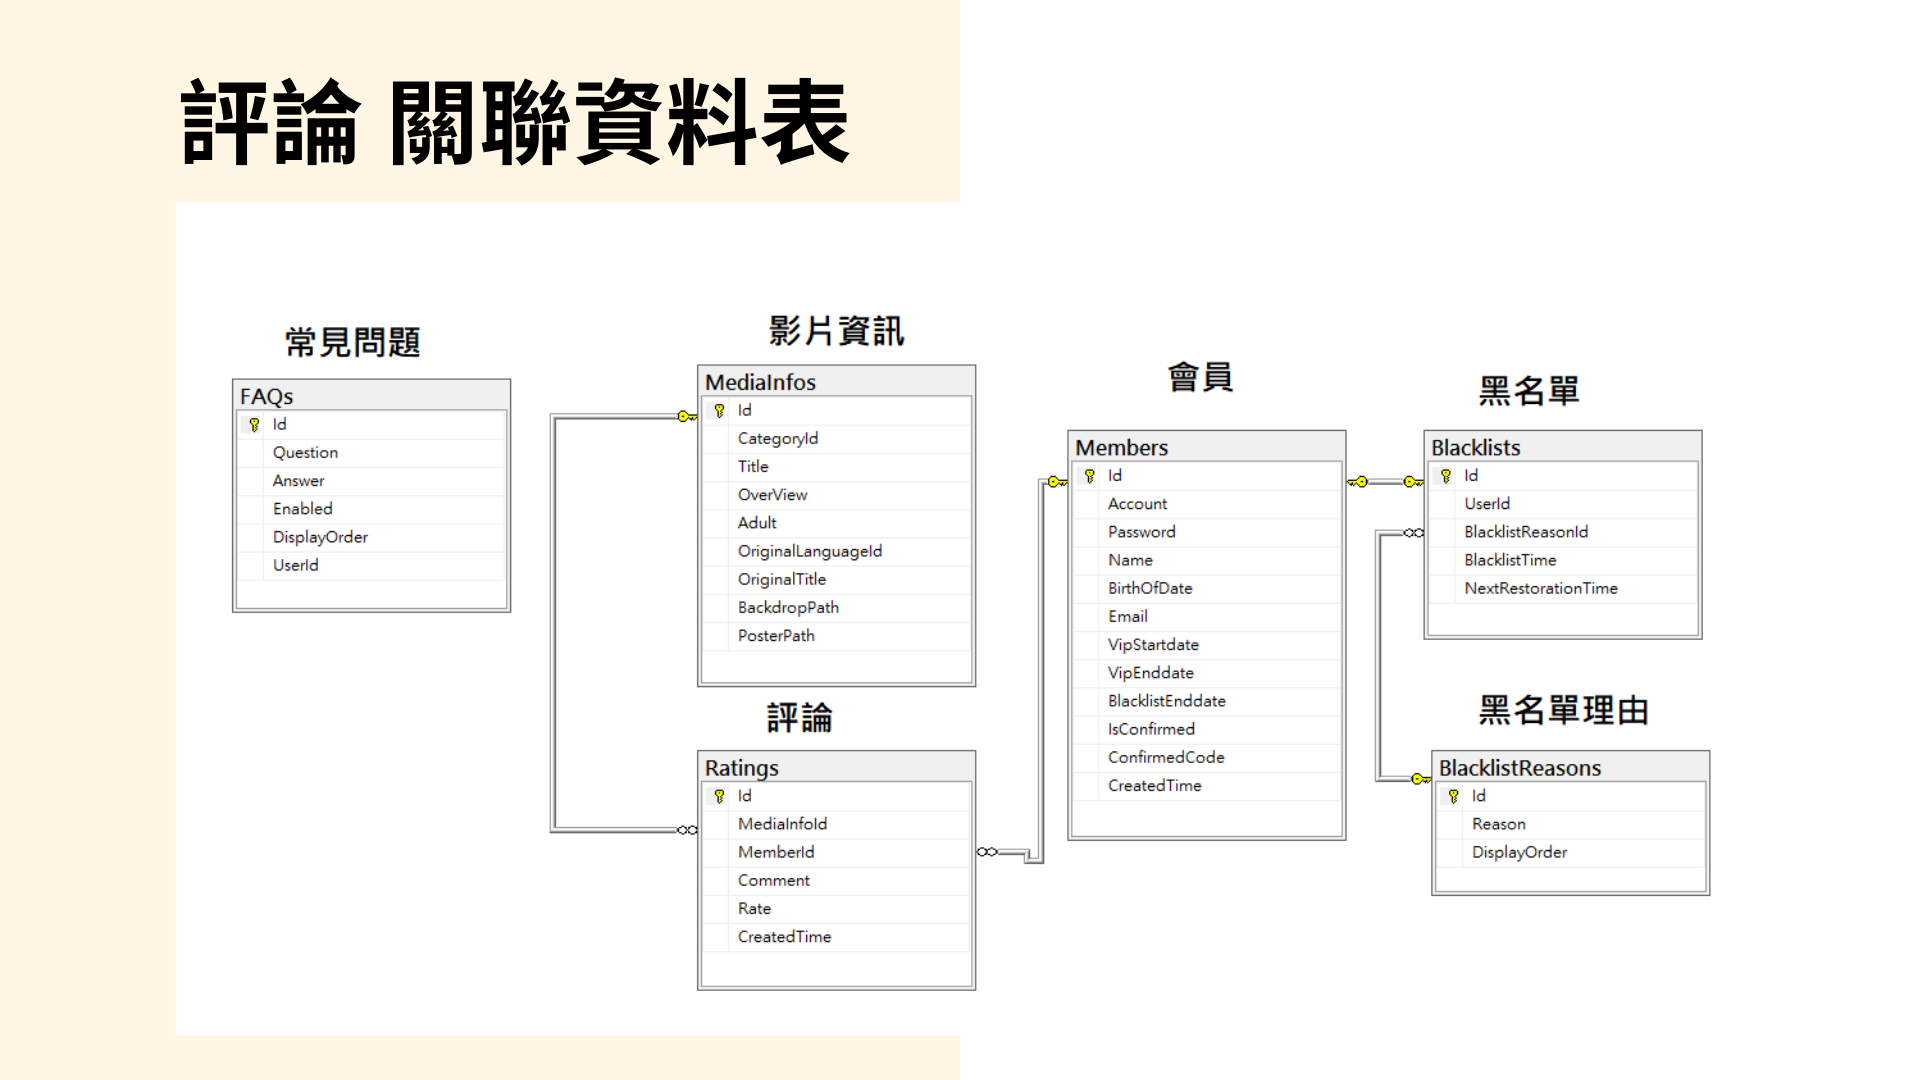 評論 關聯資料表
常見問題
FAQs
Id
Question
Answer
Enabled
DisplayOrder
UserId
影片資訊
MediaInfos
Id
CategoryId
Title
OverView
Adult
OriginalLanguageId
OriginalTitle
BackdropPath
PosterPath
評論
Ratings
Id
MediaInfoId
MemberId
Comment
Rate
CreatedTime
會員
Members
Id
Account
Password
Name
BirthOfDate
Email
VipStartdate
VipEnddate
BlacklistEnddate
IsConfirmed
ConfirmedCode
CreatedTime
黑名單
Blacklists
Id
UserId
BlacklistReasonId
BlacklistTime
NextRestorationTime
黑名單理由
BlacklistReasons
Id
Reason
DisplayOrder